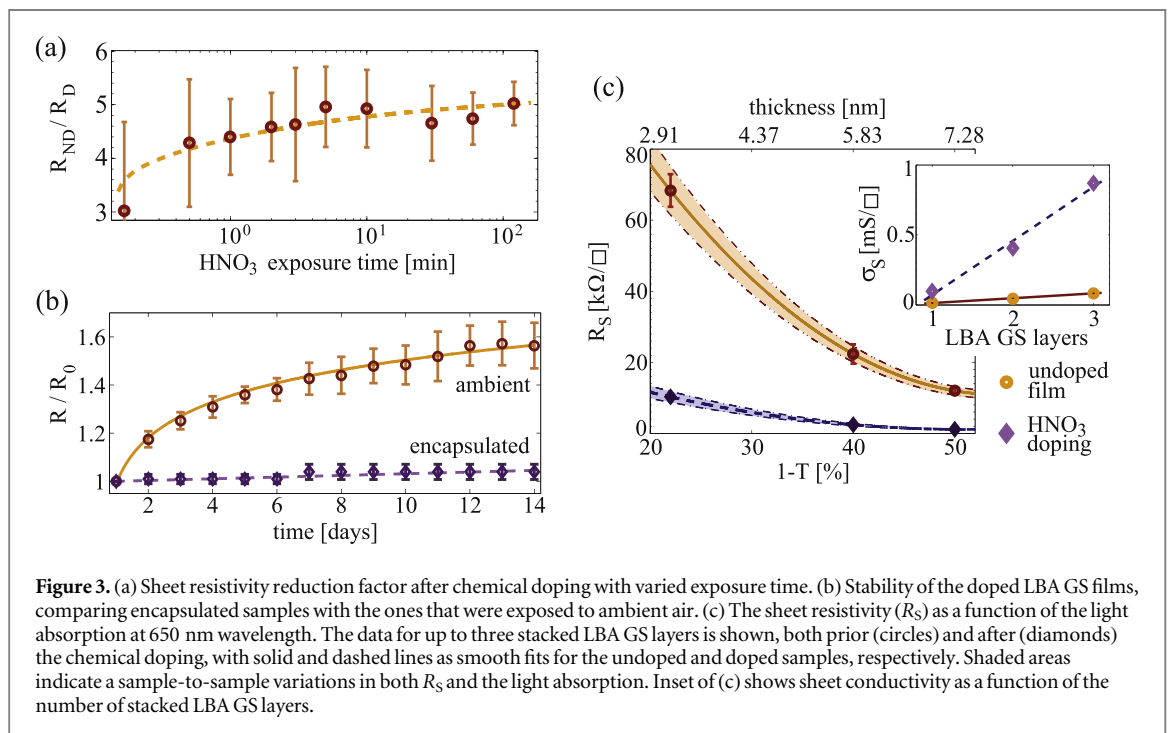 (a)
6
5
4
3
R_ND / R_D
10^0
10^1
10^2
HNO_3 exposure time [min]
(b)
1.6
1.4
1.2
1
R / R_0
ambient
encapsulated
2 4 6 8 10 12 14
time [days]
(c)
thickness [nm]
2.91 4.37 5.83 7.28
80
60
40
20
0
R_S [kΩ/□]
20 30 40 50
1-T [%]
1
0.5
0
σ_S [mS/□]
1 2 3
LBA GS layers
undoped
film
HNO_3
doping
Figure 3. (a) Sheet resistivity reduction factor after chemical doping with varied exposure time. (b) Stability of the doped LBA GS films,
comparing encapsulated samples with the ones that were exposed to ambient air. (c) The sheet resistivity (R_S) as a function of the light
absorption at 650 nm wavelength. The data for up to three stacked LBA GS layers is shown, both prior (circles) and after (diamonds)
the chemical doping, with solid and dashed lines as smooth fits for the undoped and doped samples, respectively. Shaded areas
indicate a sample-to-sample variations in both R_S and the light absorption. Inset of (c) shows sheet conductivity as a function of the
number of stacked LBA GS layers.